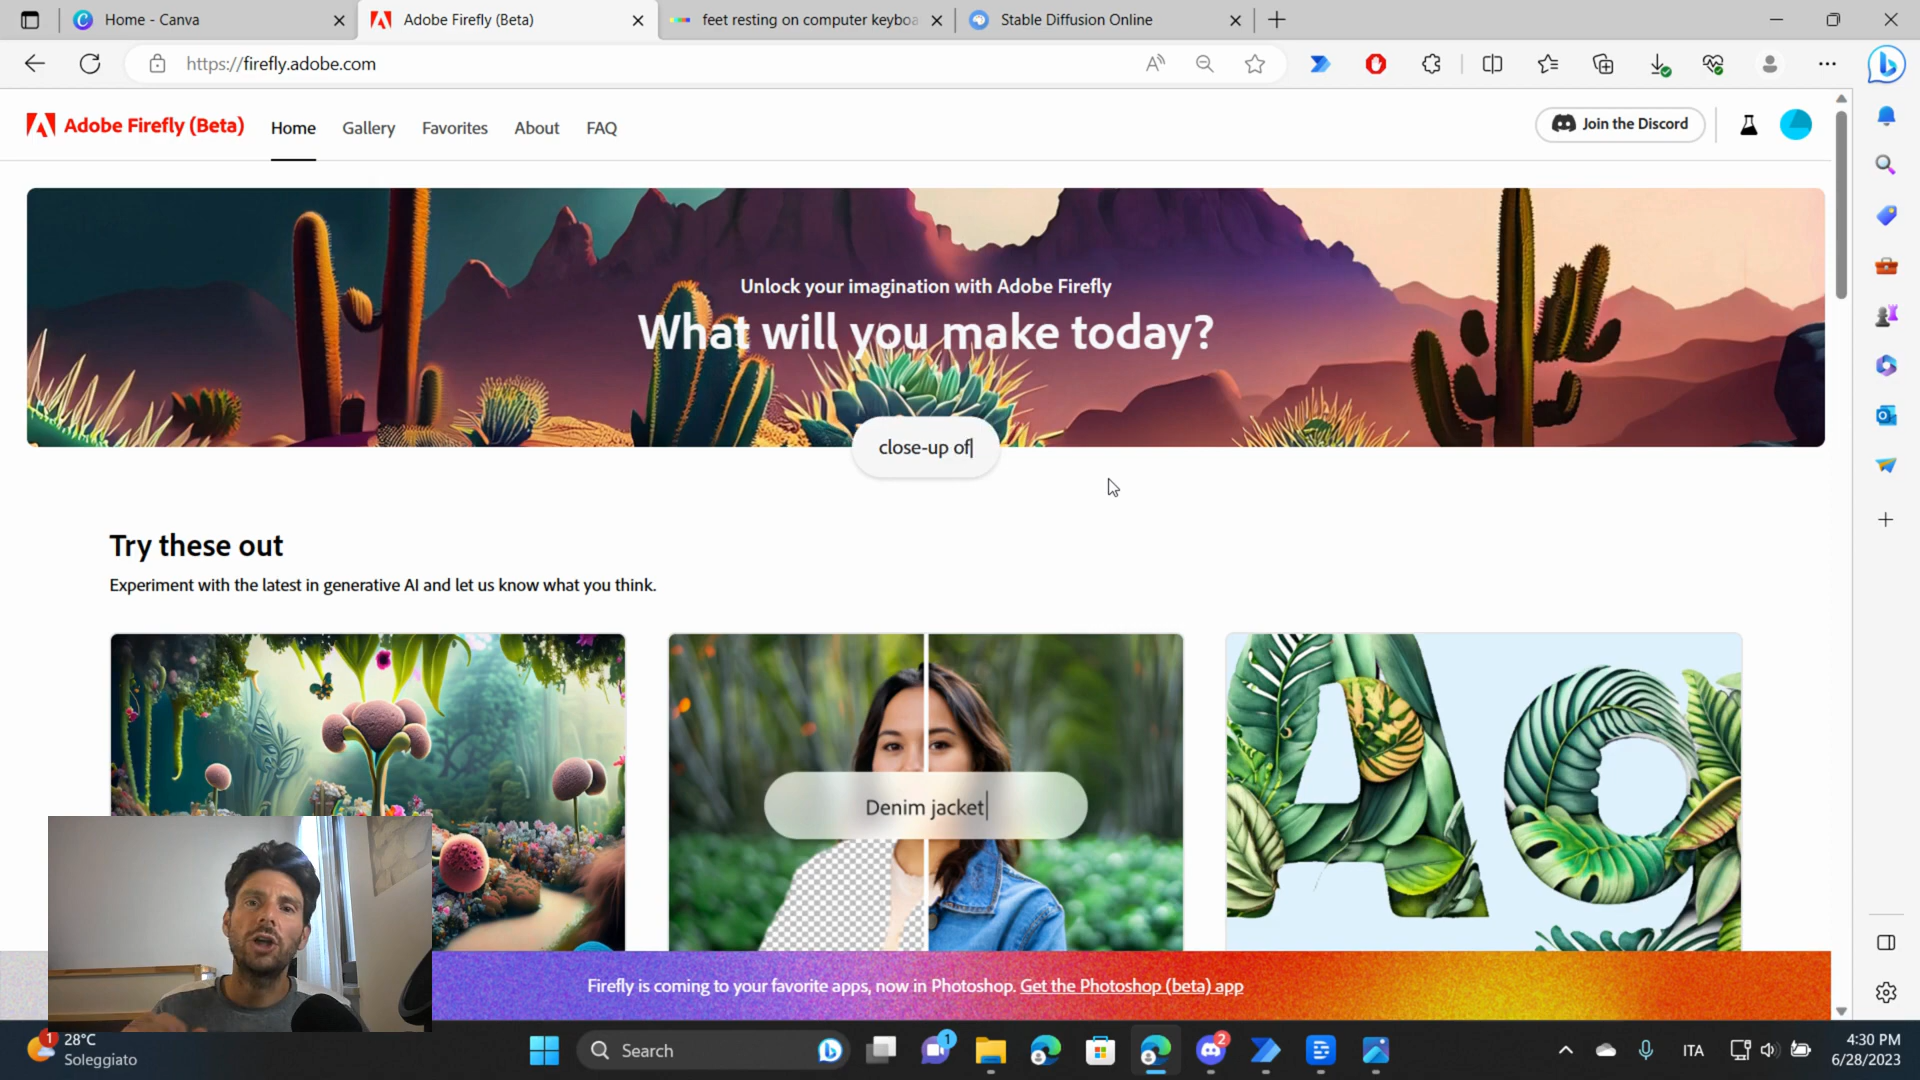 Home - Canva
Adobe Firefly (Beta)
feet resting on computer keyboa
Stable Diffusion Online
https://firefly.adobe.com
Adobe Firefly (Beta)
Home
Gallery
Favorites
About
FAQ
Join the Discord
Unlock your imagination with Adobe Firefly
What will you make today?
close-up of
Try these out
Experiment with the latest in generative AI and let us know what you think.
Denim jacket
Ag
Firefly is coming to your favorite apps, now in Photoshop. Get the Photoshop (beta) app
1
28°C
Soleggiato
Search
1
2
ITA
4:30 PM
6/28/2023